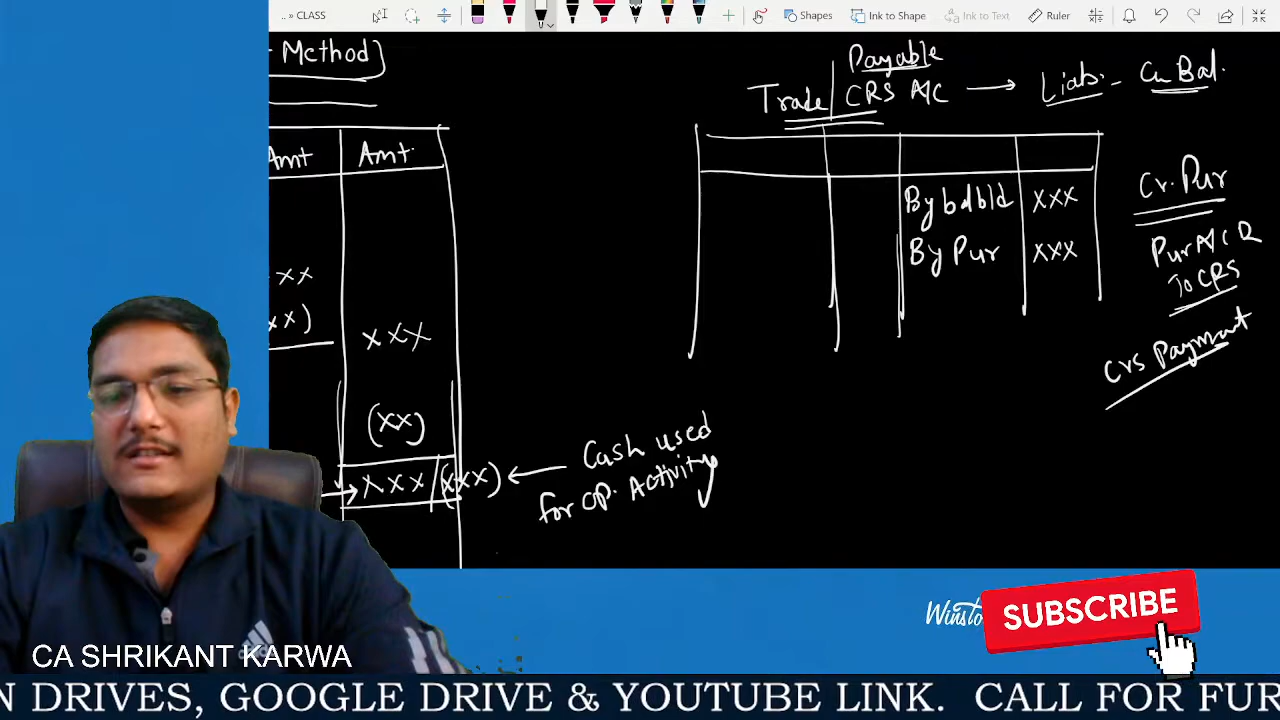 .. » CLASS
Shapes
Ink to Shape
Ink to Text
Ruler
Method)
Amt
Amt.
xx
xx)
xxx
(xx)
xxx/(xxx)
Cash used
for OP. Activity
Payable
Trade/CRS A/C → Liab. - Cr Bal.
By bal b/d xxx
By Pur xxx
Cr. Pur
Pur A/C Dr
To CRS
Crs Payment
Winsto
SUBSCRIBE
CA SHRIKANT KARWA
N DRIVES, GOOGLE DRIVE & YOUTUBE LINK. CALL FOR FUR